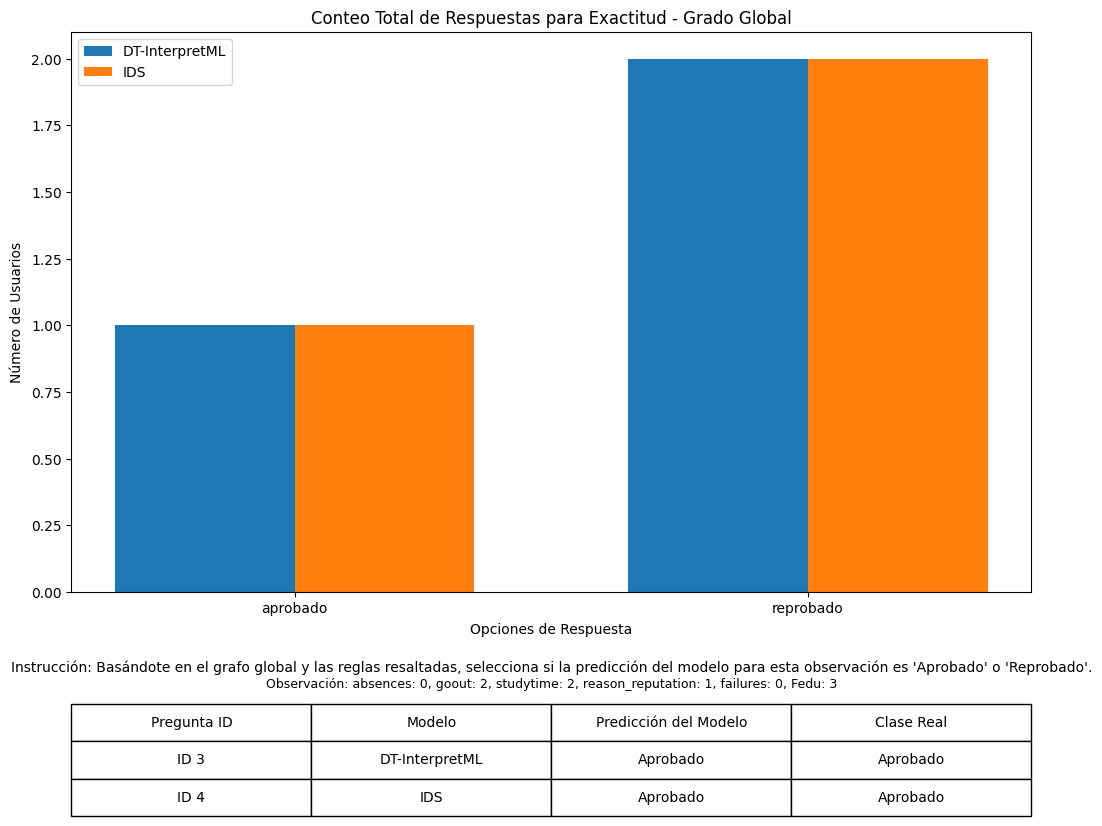 Conteo Total de Respuestas para Exactitud - Grado Global
DT-InterpretML
IDS
Número de Usuarios
2.00
1.75
1.50
1.25
1.00
0.75
0.50
0.25
0.00
aprobado reprobado
Opciones de Respuesta
Instrucción: Basándote en el grafo global y las reglas resaltadas, selecciona si la predicción del modelo para esta observación es 'Aprobado' o 'Reprobado'.
Observación: absences: 0, goout: 2, studytime: 2, reason_reputation: 1, failures: 0, Fedu: 3
Pregunta ID Modelo Predicción del Modelo Clase Real
ID 3 DT-InterpretML Aprobado Aprobado
ID 4 IDS Aprobado Aprobado